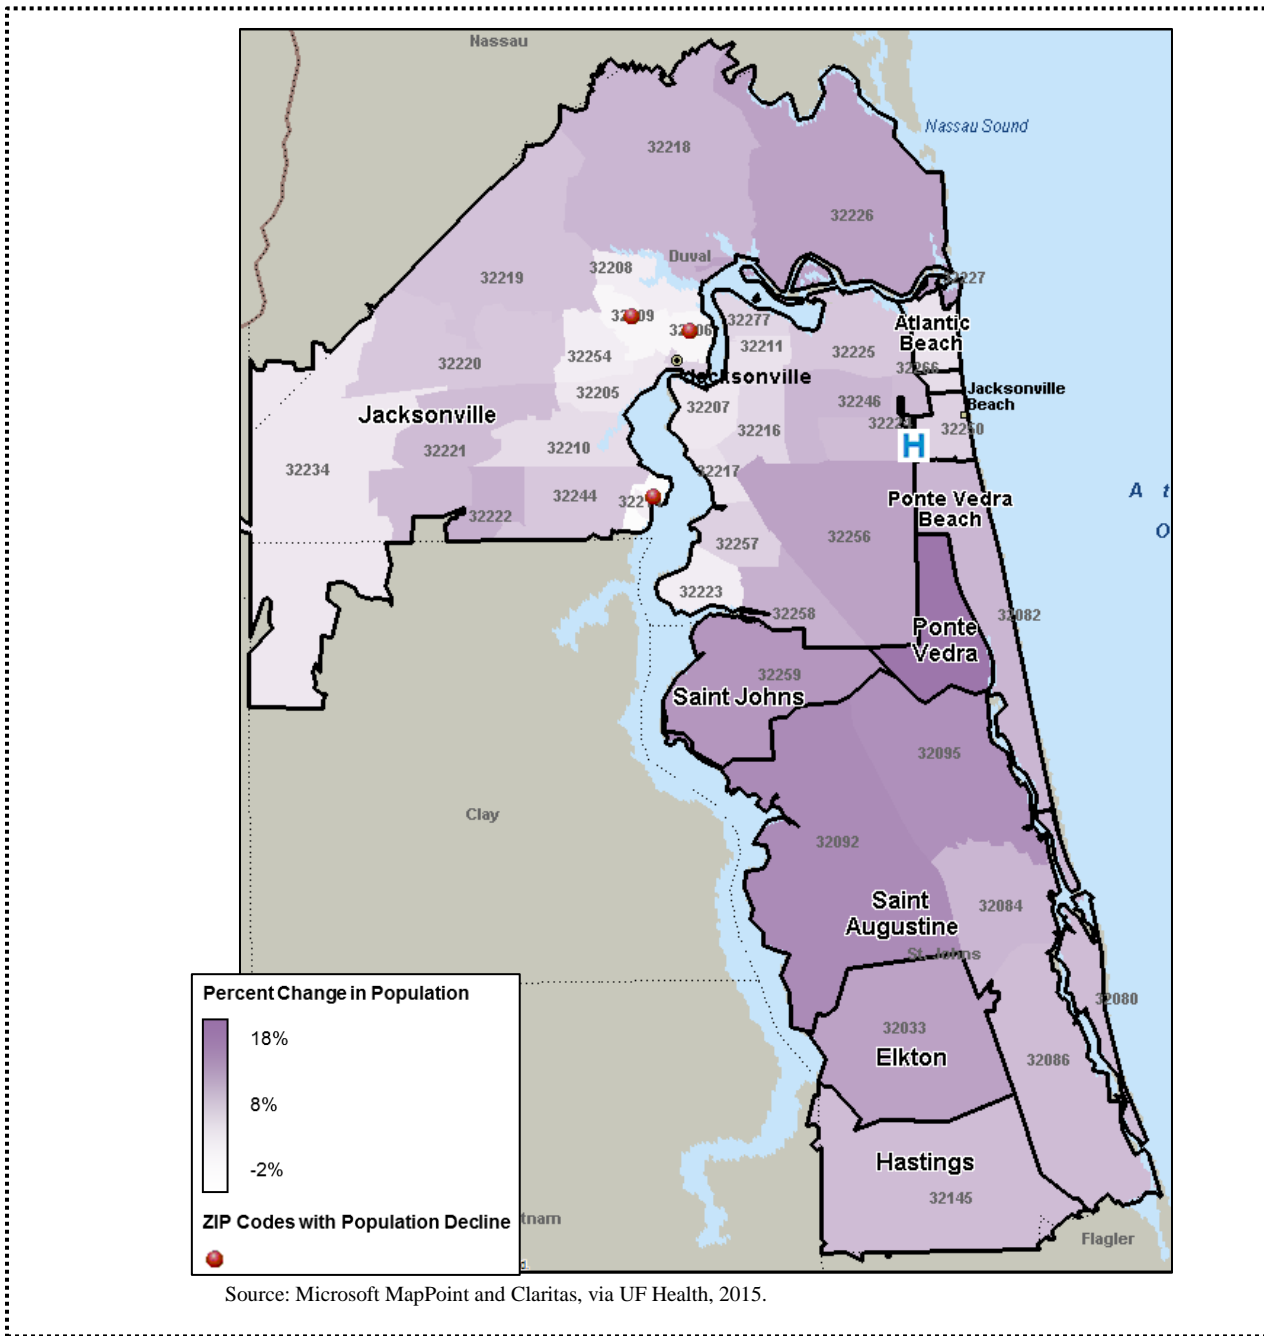 Nassau
Nassau Sound
32218
32226
Duval
32208
32219
32227
32277
32211
32254
32225
Atlantic
Beach
32266
32220
Jacksonville
32205
32207
32246
Jacksonville
Beach
Jacksonville
32216
32250
32221
32210
H
32234
32217
Ponte Vedra
Beach
A t
O
32244
32222
32257
32256
32223
32258
32082
Ponte
Vedra
32259
Saint Johns
32095
Clay
32092
Saint
Augustine
32084
St. Johns
32080
32033
Elkton
32086
Hastings
32145
Flagler
tnam
Percent Change in Population
18%
8%
-2%
ZIP Codes with Population Decline
Source: Microsoft MapPoint and Claritas, via UF Health, 2015.